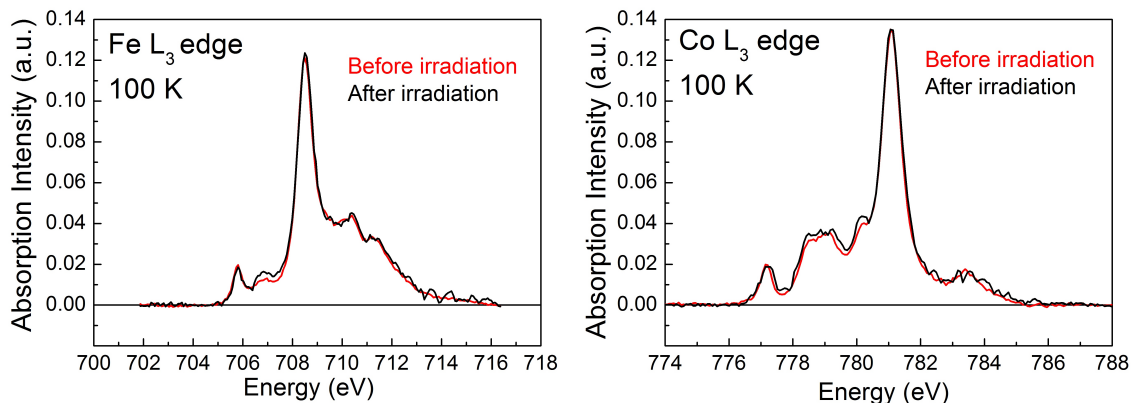 Fe L3 edge
100 K
Before irradiation
After irradiation
Absorption Intensity (a.u.)
0.14
0.12
0.10
0.08
0.06
0.04
0.02
0.00
700 702 704 706 708 710 712 714 716 718
Energy (eV)
Co L3 edge
100 K
Before irradiation
After irradiation
Absorption Intensity (a.u.)
0.14
0.12
0.10
0.08
0.06
0.04
0.02
0.00
774 776 778 780 782 784 786 788
Energy (eV)